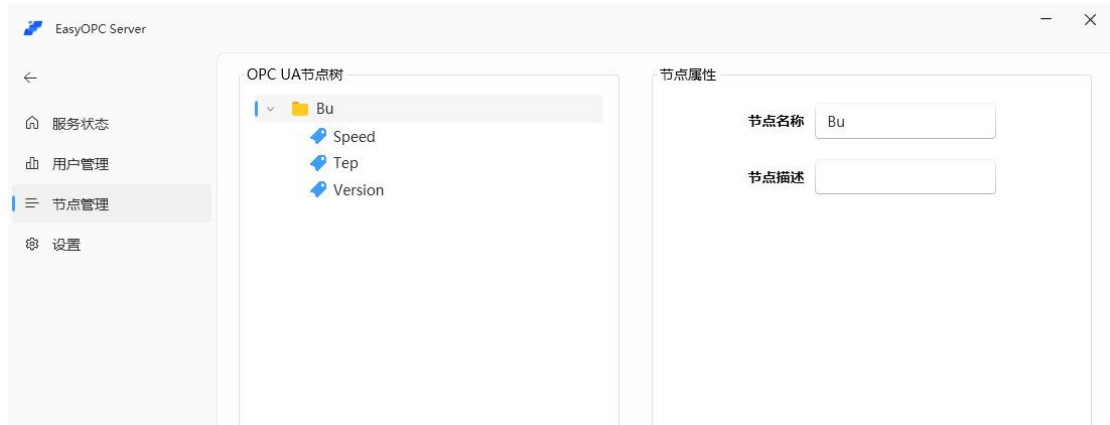 EasyOPC Server
服务状态
用户管理
节点管理
设置
OPC UA节点树
Bu
Speed
Tep
Version
节点属性
节点名称 Bu
节点描述